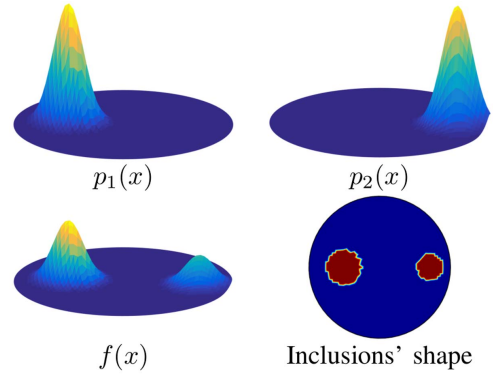 p₁(x)
p₂(x)
f(x)
Inclusions' shape